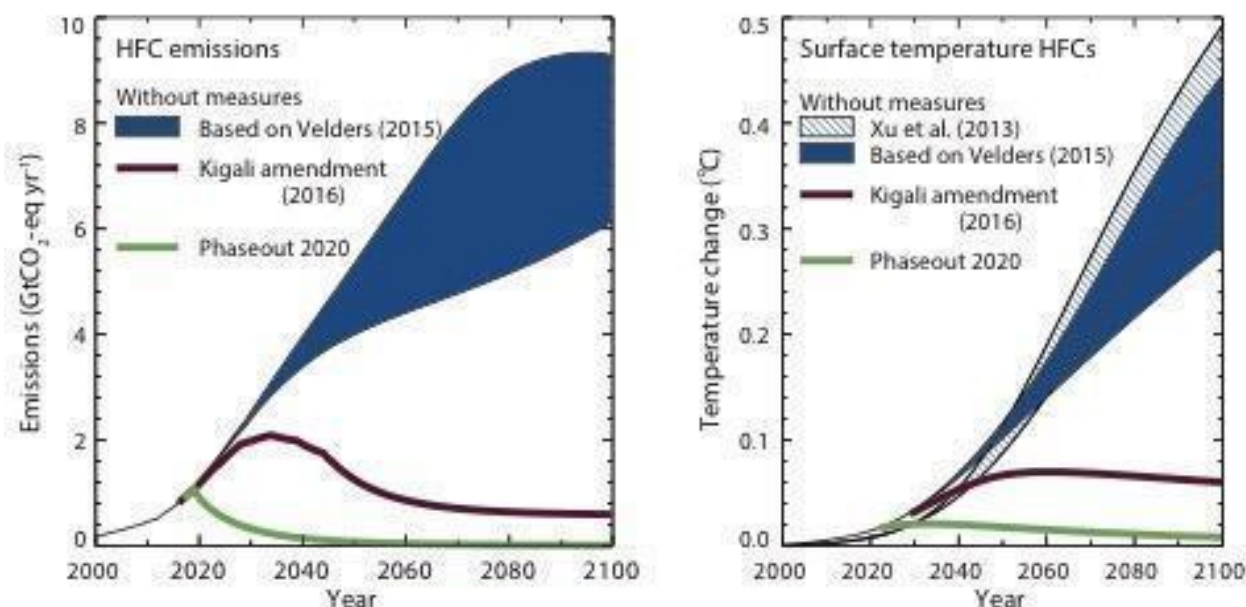 HFC emissions
Without measures
Based on Velders (2015)
Kigali amendment
(2016)
Phaseout 2020
Emissions (GtCO₂-eq yr⁻¹)
10
8
6
4
2
0
2000 2020 2040 2060 2080 2100
Year
Surface temperature HFCs
Without measures
Xu et al. (2013)
Based on Velders (2015)
Kigali amendment
(2016)
Phaseout 2020
Temperature change (°C)
0.5
0.4
0.3
0.2
0.1
0.0
2000 2020 2040 2060 2080 2100
Year